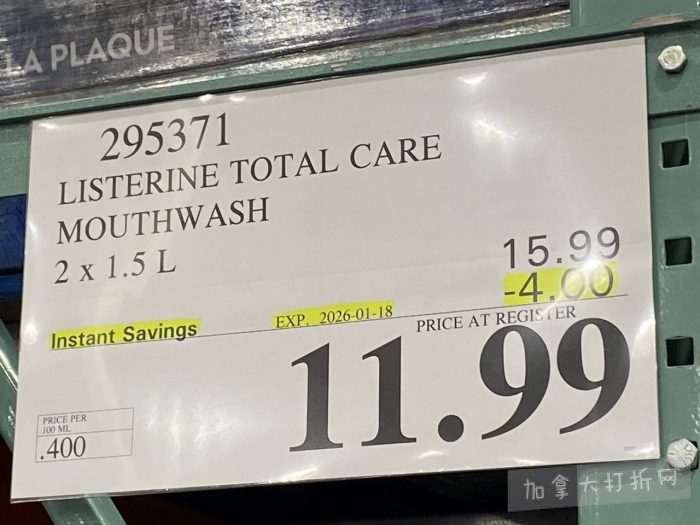 LA PLAQUE
295371
LISTERINE TOTAL CARE
MOUTHWASH
2 x 1.5 L
15.99
-4.00
Instant Savings
EXP. 2026-01-18
PRICE AT REGISTER
11.99
PRICE PER
100 ML
.400
加拿大打折网